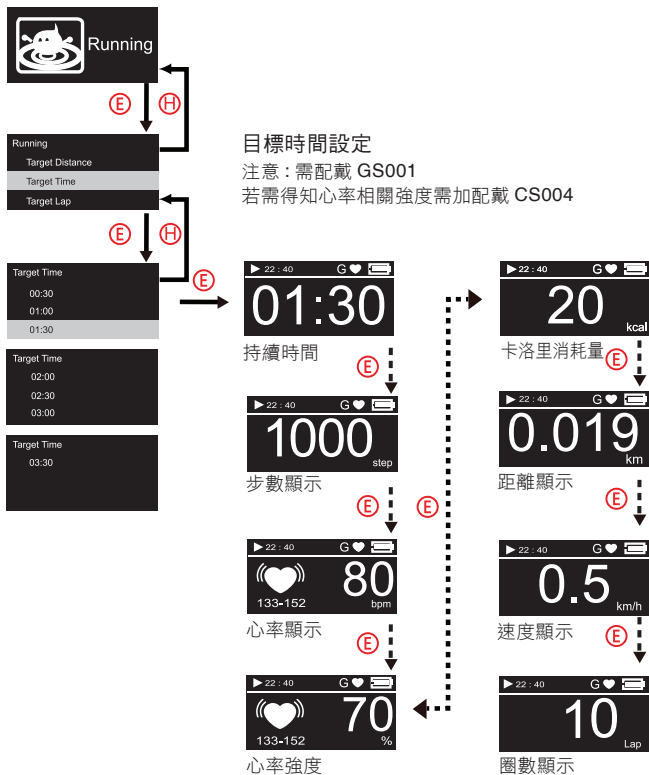 Running
Ⓔ
Ⓗ
Running
Target Distance
Target Time
Target Lap
目標時間設定
注意 : 需配戴 GS001
若需得知心率相關強度需加配戴 CS004
Ⓔ
Ⓗ
Target Time
00:30
01:00
01:30
Target Time
02:00
02:30
03:00
Target Time
03:30
Ⓔ
22 : 40 G
01:30
持續時間
Ⓔ
22 : 40 G
1000
step
步數顯示
Ⓔ
22 : 40 G
80
133-152 bpm
心率顯示
Ⓔ
22 : 40 G
70
133-152 %
心率強度
Ⓔ
22 : 40 G
20
kcal
卡洛里消耗量
Ⓔ
22 : 40 G
0.019
km
距離顯示
Ⓔ
22 : 40 G
0.5
km/h
速度顯示
Ⓔ
22 : 40 G
10
Lap
圈數顯示